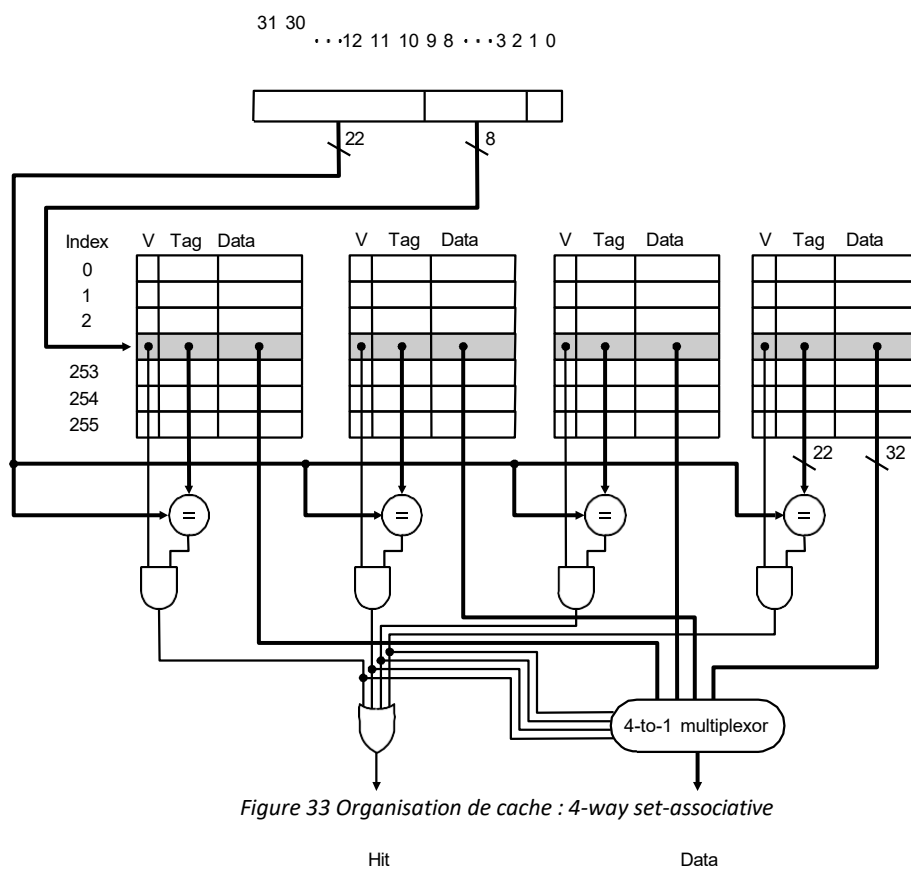 31 30
···12 11 10 9 8 ···3 2 1 0
22
8
Index V Tag Data V Tag Data V Tag Data V Tag Data
0
1
2
253
254
255
22 32
= = = =
4-to-1 multiplexor
Figure 33 Organisation de cache : 4-way set-associative
Hit Data